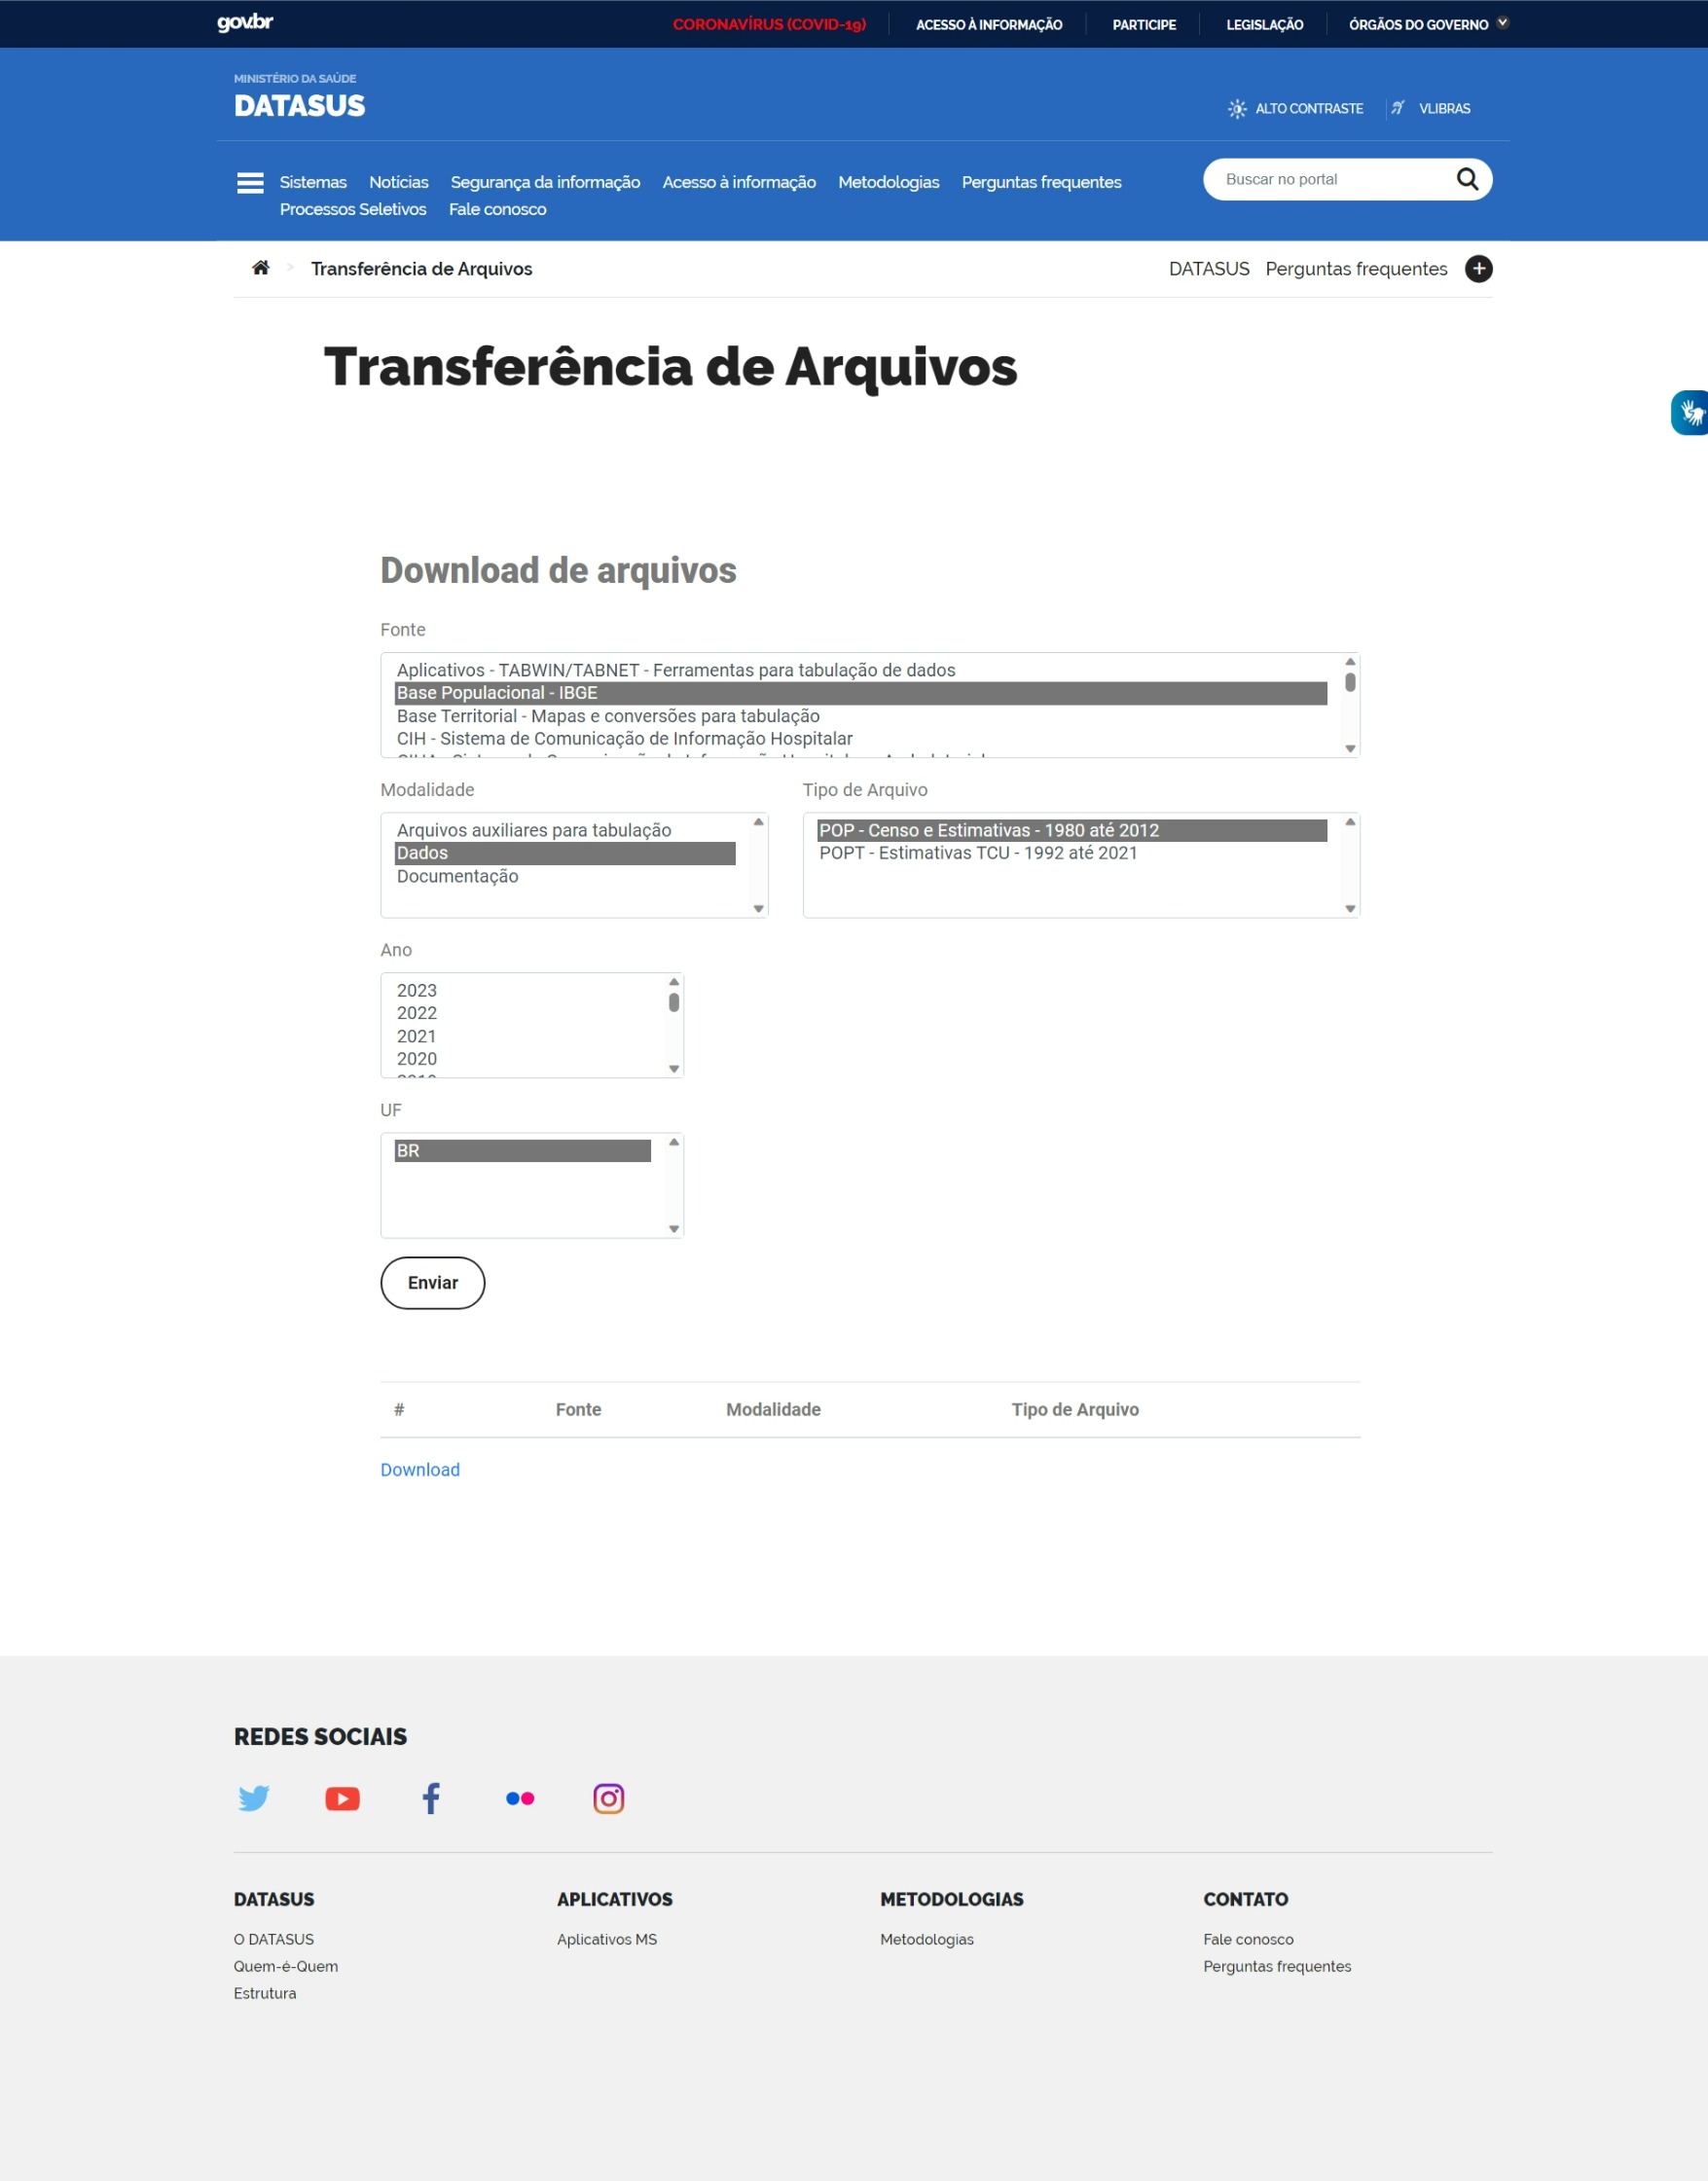 gov.br
CORONAVÍRUS (COVID-19)
ACESSO À INFORMAÇÃO
PARTICIPE
LEGISLAÇÃO
ÓRGÃOS DO GOVERNO
MINISTÉRIO DA SAÚDE
DATASUS
ALTO CONTRASTE
VLIBRAS
Sistemas Notícias Segurança da informação Acesso à informação Metodologias Perguntas frequentes
Processos Seletivos Fale conosco
Buscar no portal
> Transferência de Arquivos
DATASUS Perguntas frequentes
Transferência de Arquivos
Download de arquivos
Fonte
Aplicativos - TABWIN/TABNET - Ferramentas para tabulação de dados
Base Populacional - IBGE
Base Territorial - Mapas e conversões para tabulação
CIH - Sistema de Comunicação de Informação Hospitalar
Modalidade
Arquivos auxiliares para tabulação
Dados
Documentação
Tipo de Arquivo
POP - Censo e Estimativas - 1980 até 2012
POPT - Estimativas TCU - 1992 até 2021
Ano
2023
2022
2021
2020
UF
BR
Enviar
# Fonte Modalidade Tipo de Arquivo
Download
REDES SOCIAIS
DATASUS
O DATASUS
Quem-é-Quem
Estrutura
APLICATIVOS
Aplicativos MS
METODOLOGIAS
Metodologias
CONTATO
Fale conosco
Perguntas frequentes